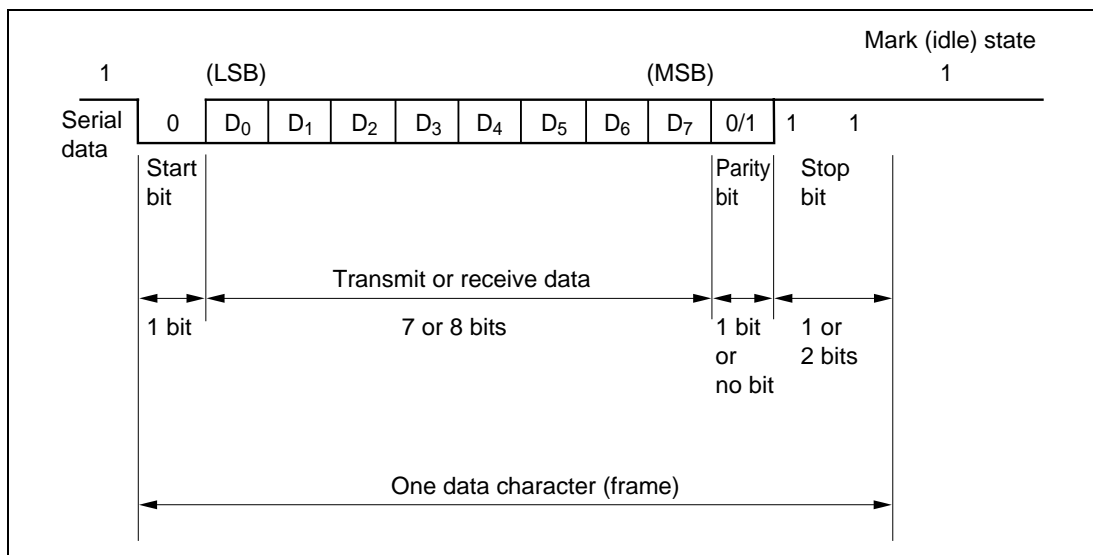 Mark (idle) state
1 (LSB) (MSB) 1
Serial data
0 D₀ D₁ D₂ D₃ D₄ D₅ D₆ D₇ 0/1 1 1
Start
bit
Parity
bit
Stop
bit
Transmit or receive data
1 bit
7 or 8 bits
1 bit
or
no bit
1 or
2 bits
One data character (frame)